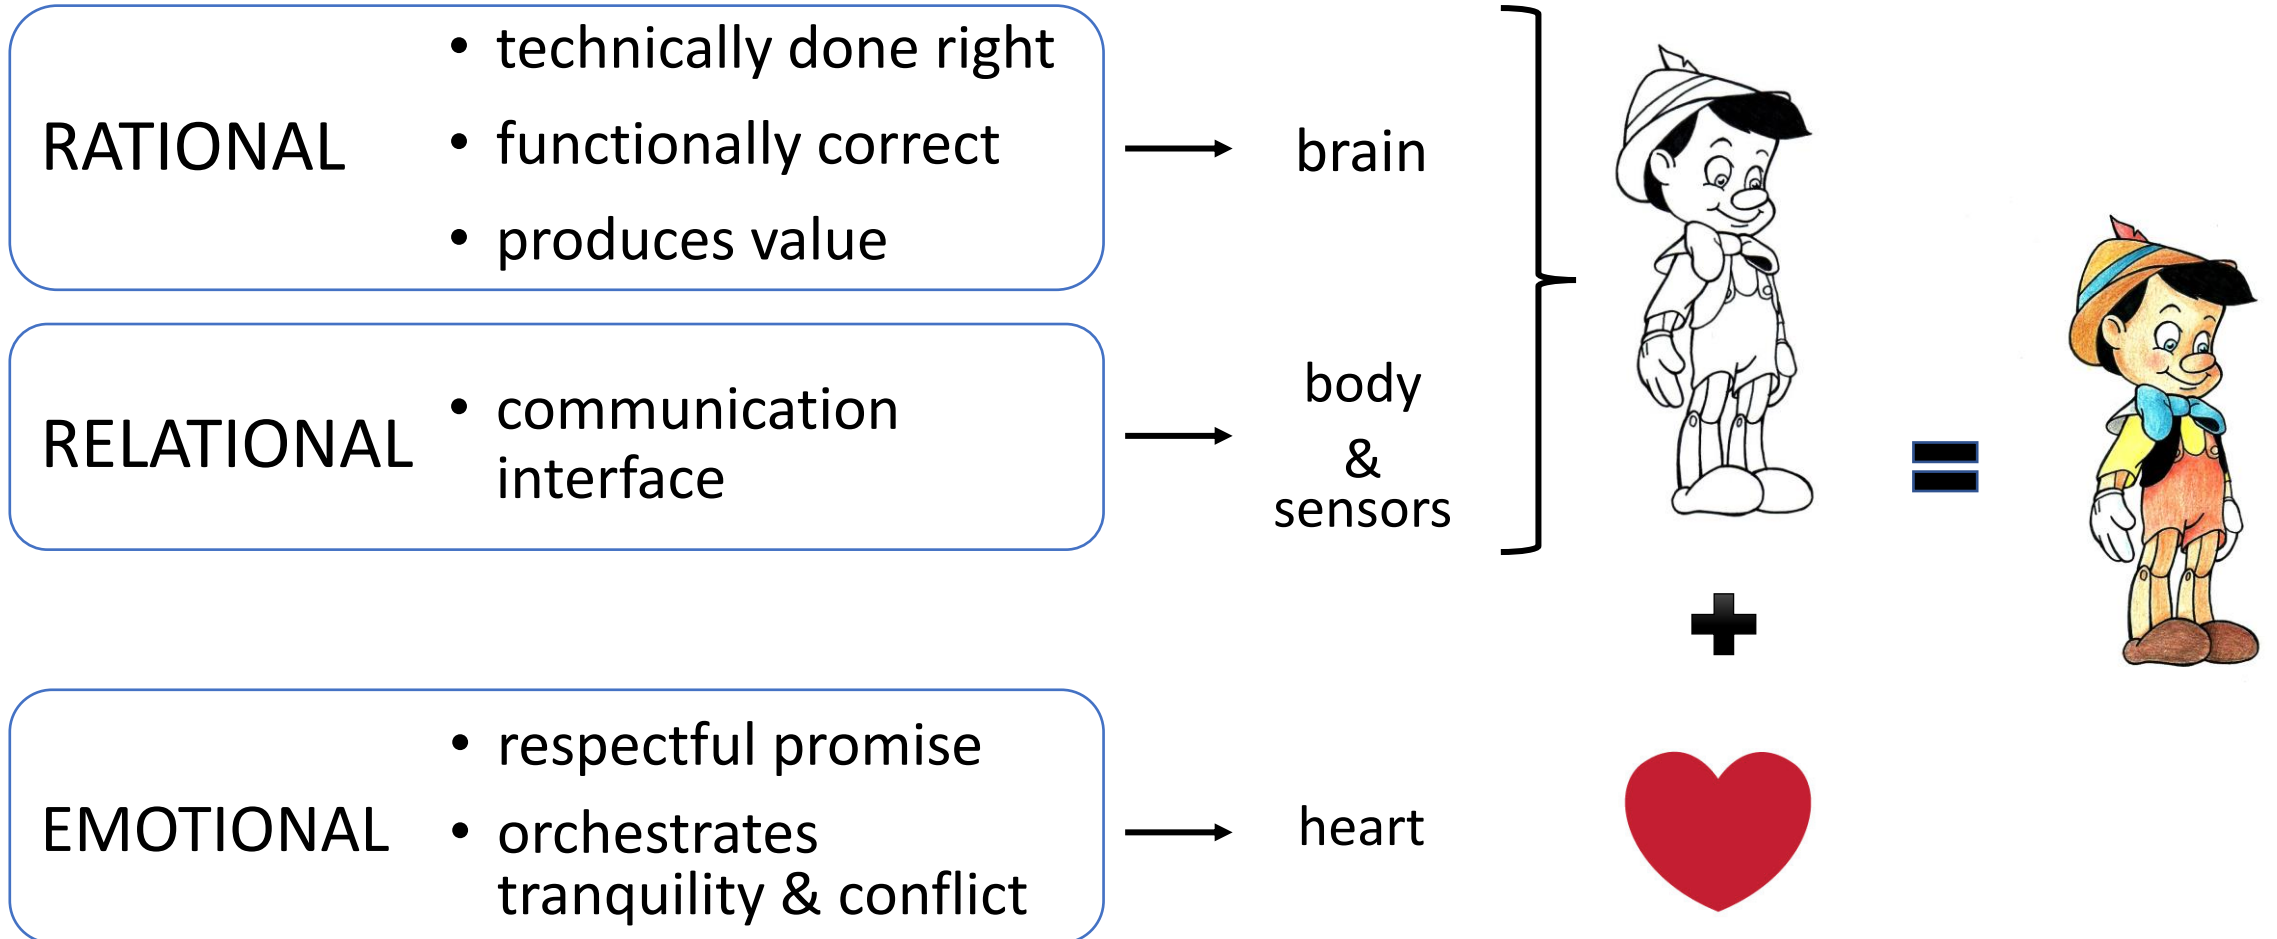 RATIONAL
• technically done right
• functionally correct
• produces value
brain
RELATIONAL
• communication
interface
body
&
sensors
EMOTIONAL
• respectful promise
• orchestrates
tranquility & conflict
heart